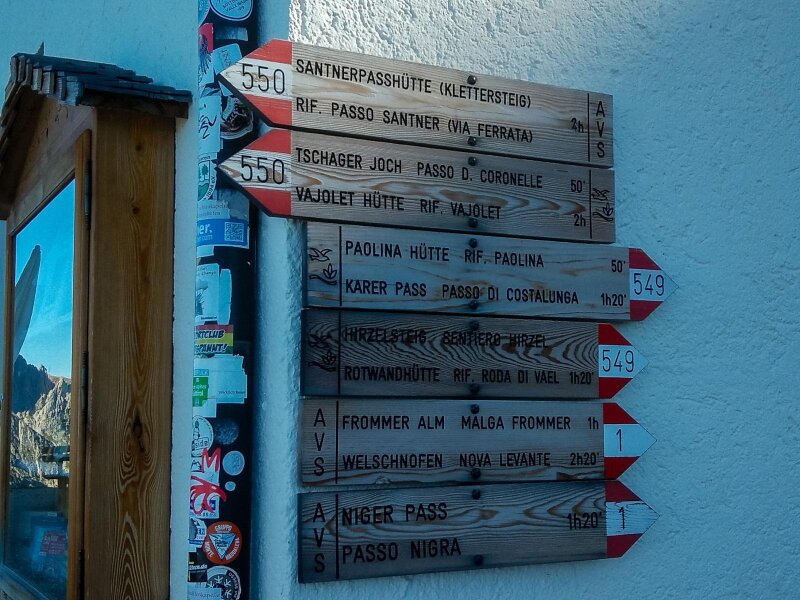 550
SANTNERPASSHÜTTE (KLETTERSTEIG)
RIF. PASSO SANTNER (VIA FERRATA) 2h
AVS
550
TSCHAGER JOCH PASSO D. CORONELLE 50'
VAJOLET HÜTTE RIF. VAJOLET 2h
PAOLINA HÜTTE RIF. PAOLINA 50'
KARER PASS PASSO DI COSTALUNGA 1h20'
549
HIRZELSTEIG SENTIERO HIRZEL
ROTWANDHÜTTE RIF. RODA DI VAEL 1h20'
549
AVS
FROMMER ALM MALGA FROMMER 1h
WELSCHNOFEN NOVA LEVANTE 2h20'
1
AVS
NIGER PASS 1h20'
PASSO NIGRA
1